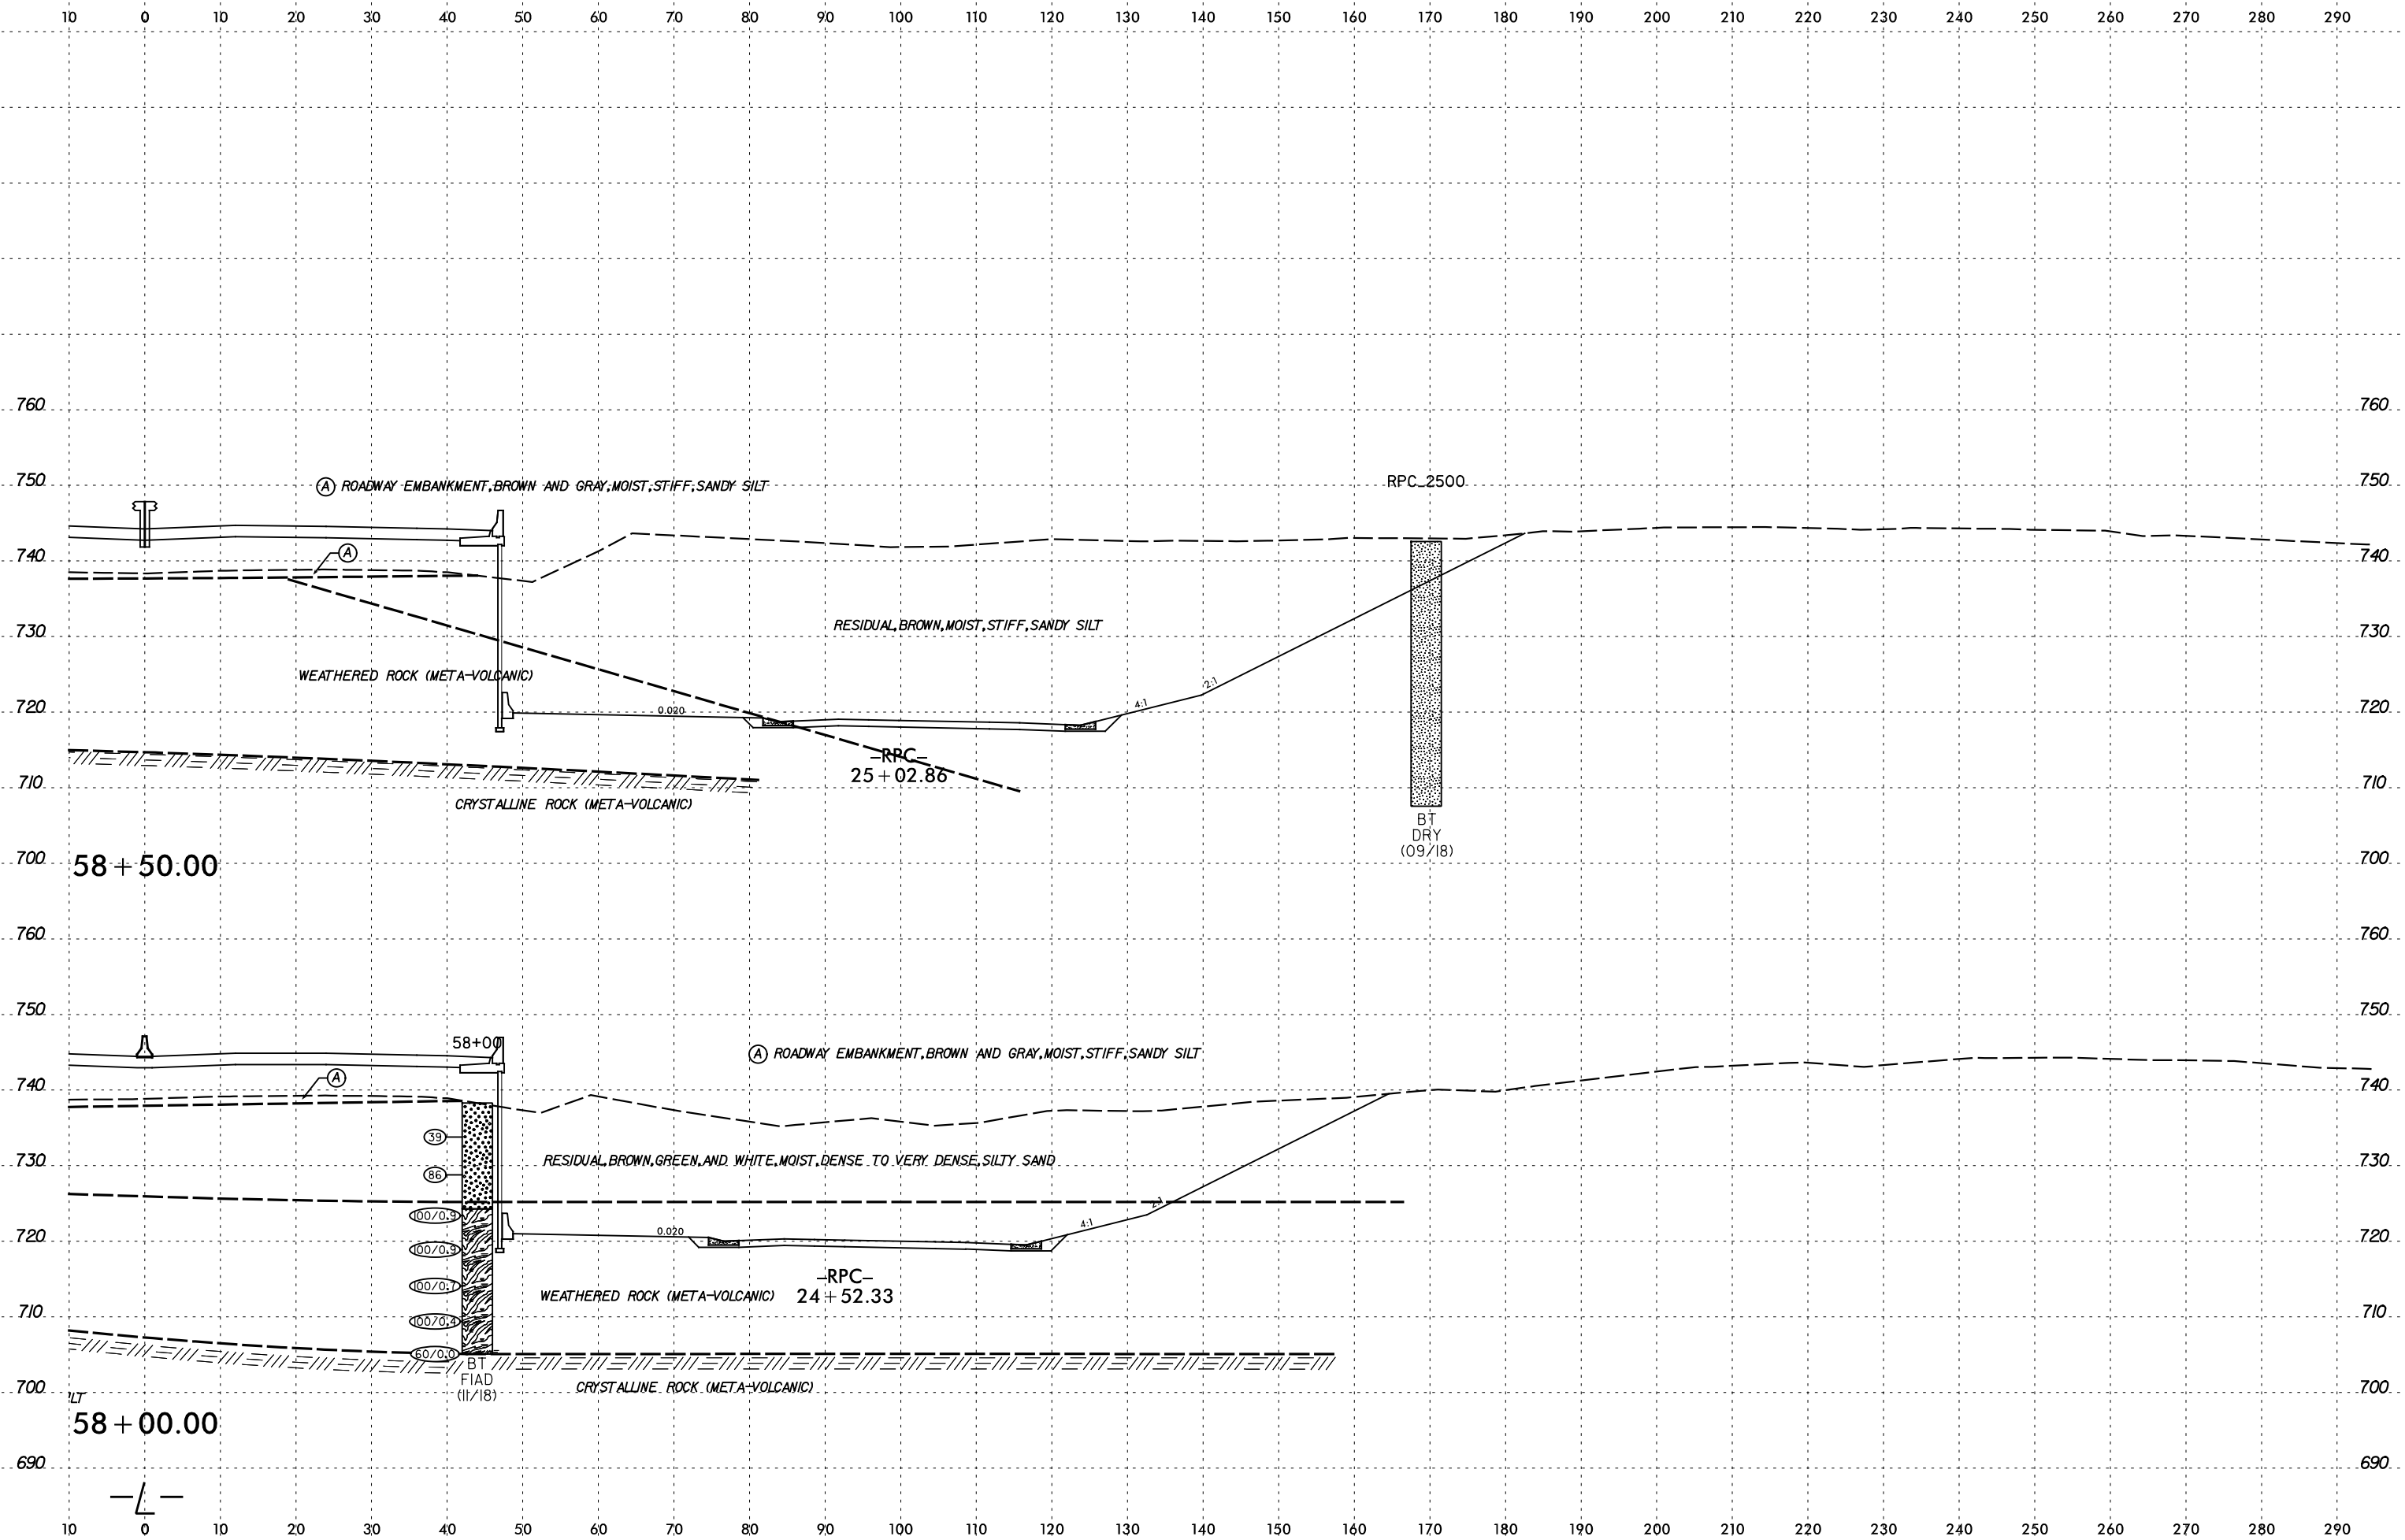 10 0 10 20 30 40 50 60 70 80 90 100 110 120 130 140 150 160 170 180 190 200 210 220 230 240 250 260 270 280 290
760 760
750 750
Ⓐ ROADWAY EMBANKMENT,BROWN AND GRAY,MOIST,STIFF,SANDY SILT
RPC_2500
740 740
A
730 730
RESIDUAL,BROWN,MOIST,STIFF,SANDY SILT
WEATHERED ROCK (META-VOLCANIC)
720 720
0.020
4:1
2:1
–RPC–
25+02.86
710 710
CRYSTALLINE ROCK (META-VOLCANIC)
BT
DRY
(09/18)
700 700
58+50.00
760 760
750 750
58+00
Ⓐ ROADWAY EMBANKMENT,BROWN AND GRAY,MOIST,STIFF,SANDY SILT
740 740
A
39
730 730
RESIDUAL,BROWN,GREEN,AND WHITE,MOIST,DENSE TO VERY DENSE,SILTY SAND
86
100/0.9
720 720
0.020
4:1
2:1
100/0.9
–RPC–
24+52.33
100/0.7
WEATHERED ROCK (META-VOLCANIC)
710 710
100/0.4
60/0.0
BT
FIAD
(11/18)
CRYSTALLINE ROCK (META-VOLCANIC)
700 700
LT
58+00.00
690 690
–L–
10 0 10 20 30 40 50 60 70 80 90 100 110 120 130 140 150 160 170 180 190 200 210 220 230 240 250 260 270 280 290